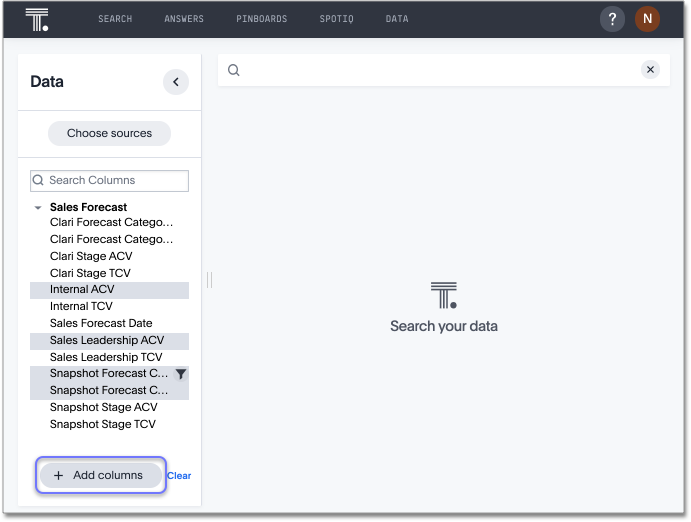 SEARCH ANSWERS PINBOARDS SPOTIQ DATA ? N
Data
Choose sources
Search Columns
Sales Forecast
Clari Forecast Catego...
Clari Forecast Catego...
Clari Stage ACV
Clari Stage TCV
Internal ACV
Internal TCV
Sales Forecast Date
Sales Leadership ACV
Sales Leadership TCV
Snapshot Forecast C...
Snapshot Forecast C...
Snapshot Stage ACV
Snapshot Stage TCV
+ Add columns Clear
Search your data